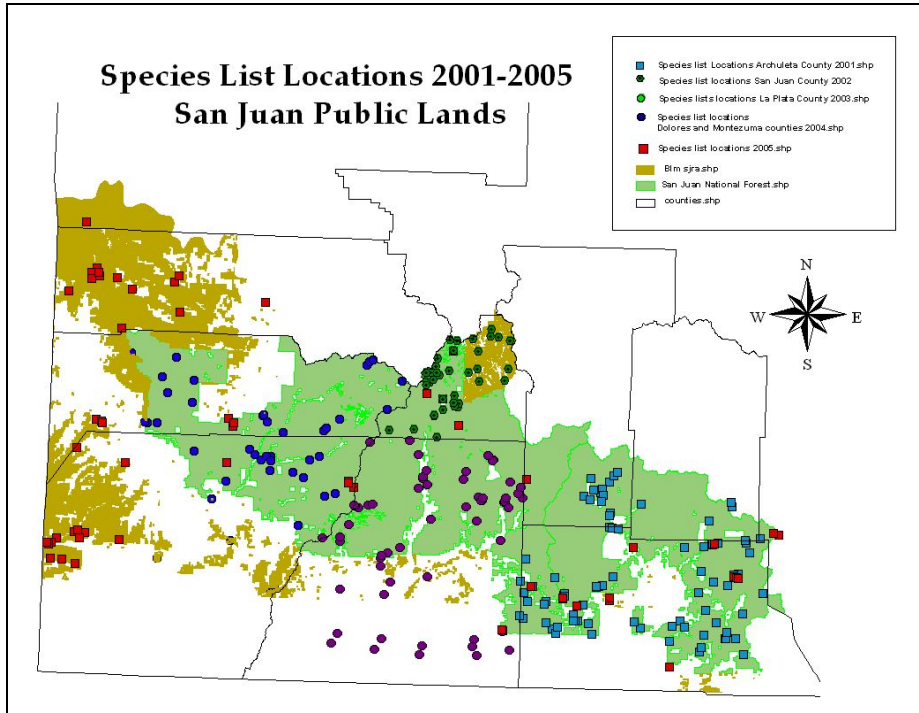 Species List Locations 2001-2005
San Juan Public Lands
Species list Locations Archuleta County 2001.shp
Species list locations San Juan County 2002
Species lists locations La Plata County 2003.shp
Species list locations
Dolores and Montezuma counties 2004.shp
Species list locations 2005.shp
Blm sjra.shp
San Juan National Forest.shp
counties.shp
N
W E
S